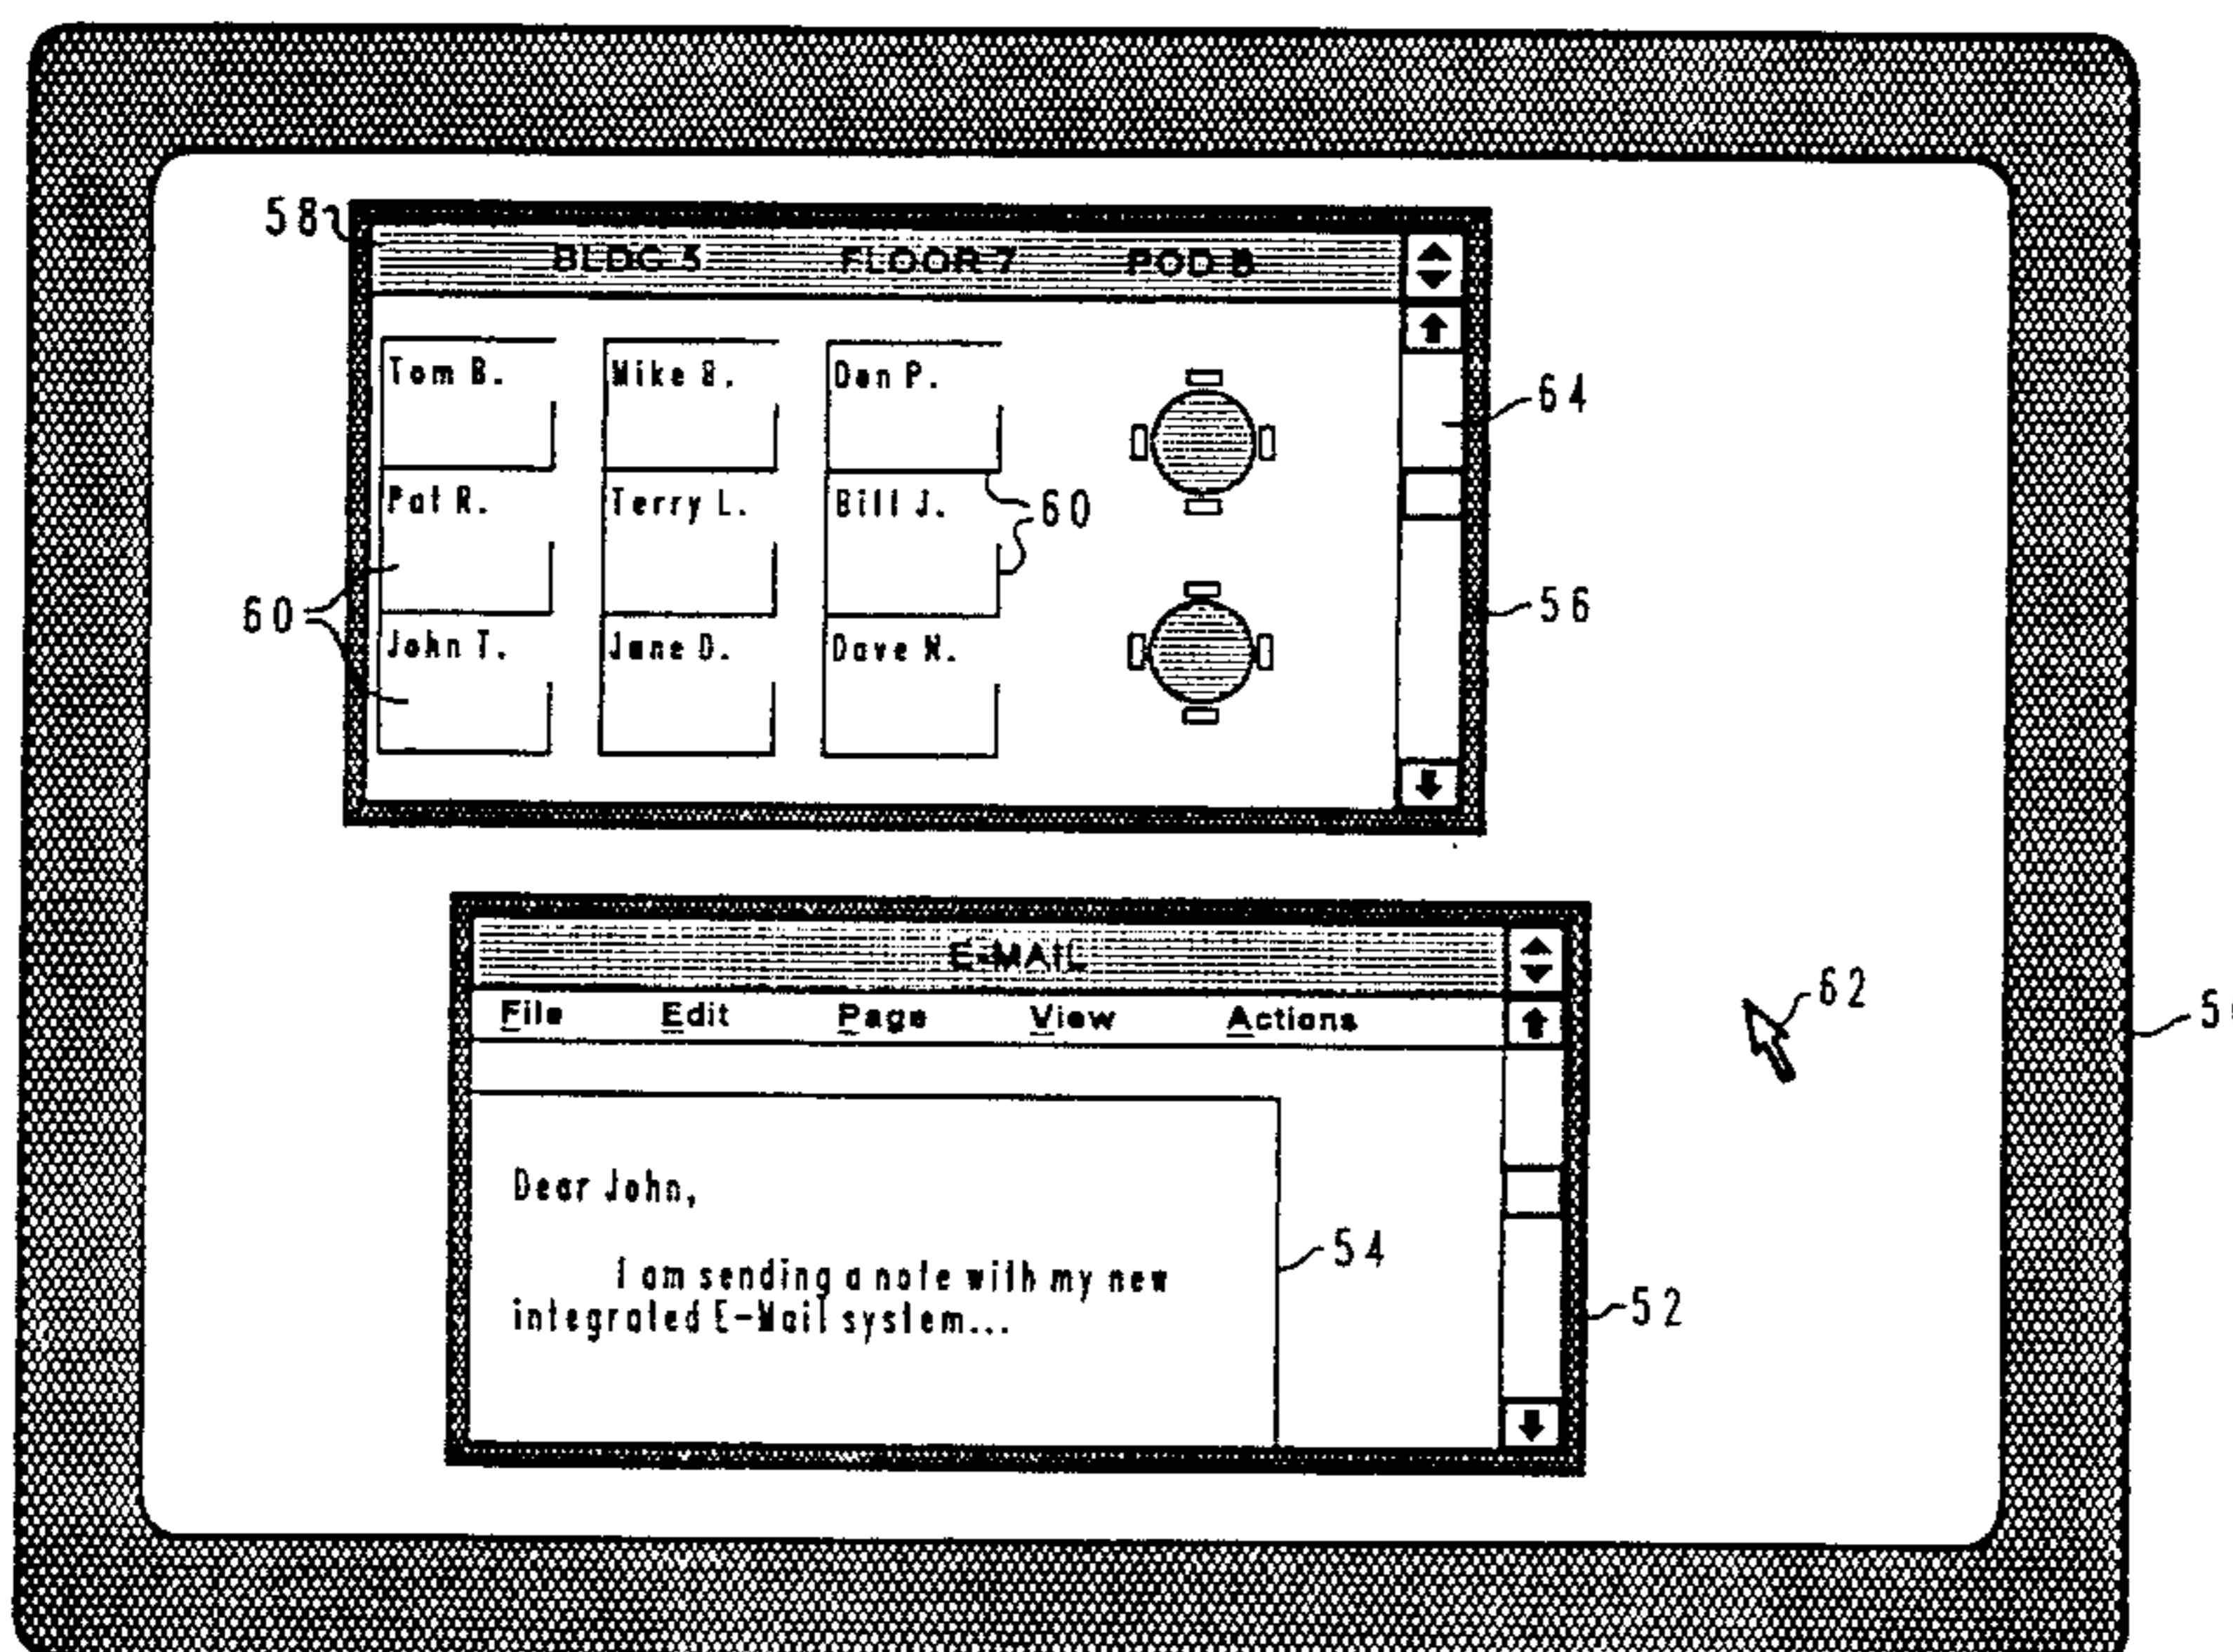 58
BLDG 3 FLOOR 7 POD B
Tom B. Mike B. Dan P.
64
Pat R. Terry L. Bill J.
60
60
56
John T. Jane D. Dave N.
E-MAIL
File Edit Page View Actions
62
Dear John,
54
I am sending a note with my new
integrated E-Mail system...
52